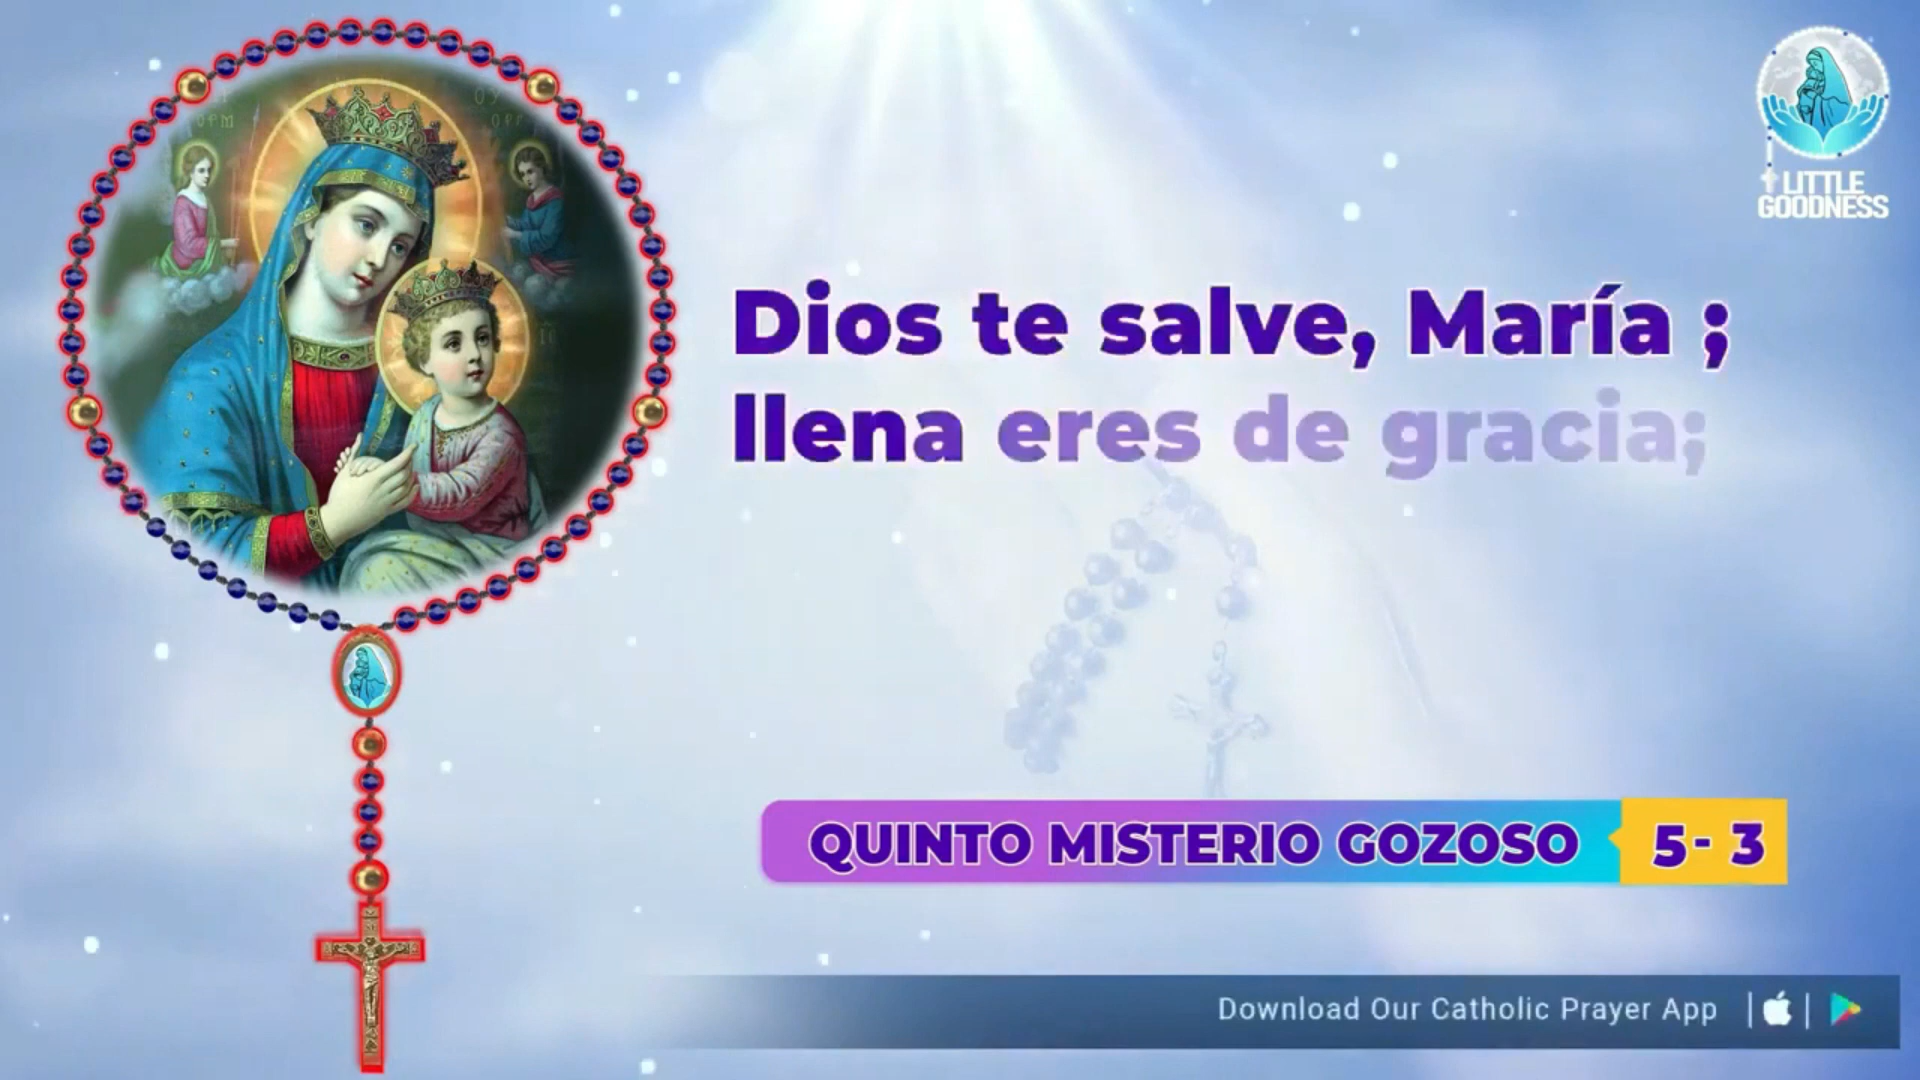 LITTLE
GOODNESS
Dios te salve, María ;
llena eres de gracia;
QUINTO MISTERIO GOZOSO 5- 3
Download Our Catholic Prayer App